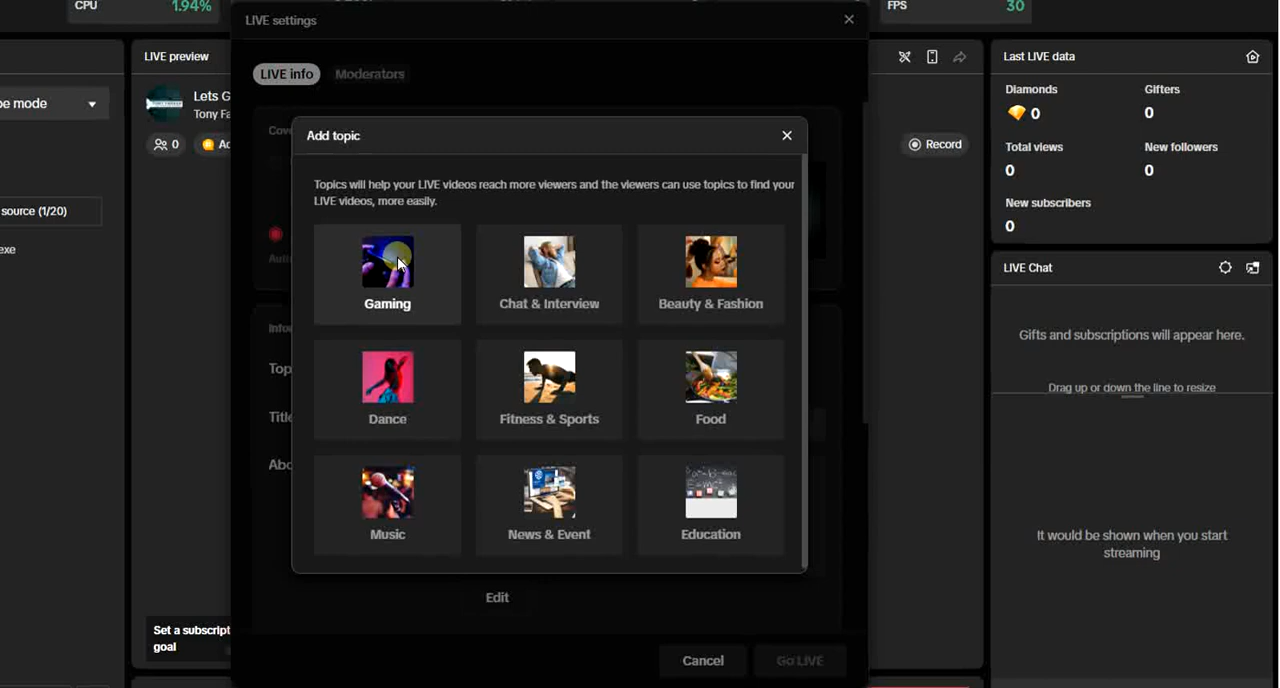 CPU
1.94%
FPS
30
LIVE settings
LIVE preview
Last LIVE data
LIVE info
Moderators
Diamonds
Gifters
0
0
pe mode
Lets G
Tony Fa
Add topic
0
Record
Total views
New followers
0
0
Topics will help your LIVE videos reach more viewers and the viewers can use topics to find your
LIVE videos, more easily.
source (1/20)
New subscribers
0
exe
Gaming
Chat & Interview
Beauty & Fashion
LIVE Chat
Gifts and subscriptions will appear here.
Drag up or down the line to resize
Dance
Fitness & Sports
Food
Music
News & Event
Education
It would be shown when you start
streaming
Edit
Set a subscript
goal
Cancel
Go LIVE